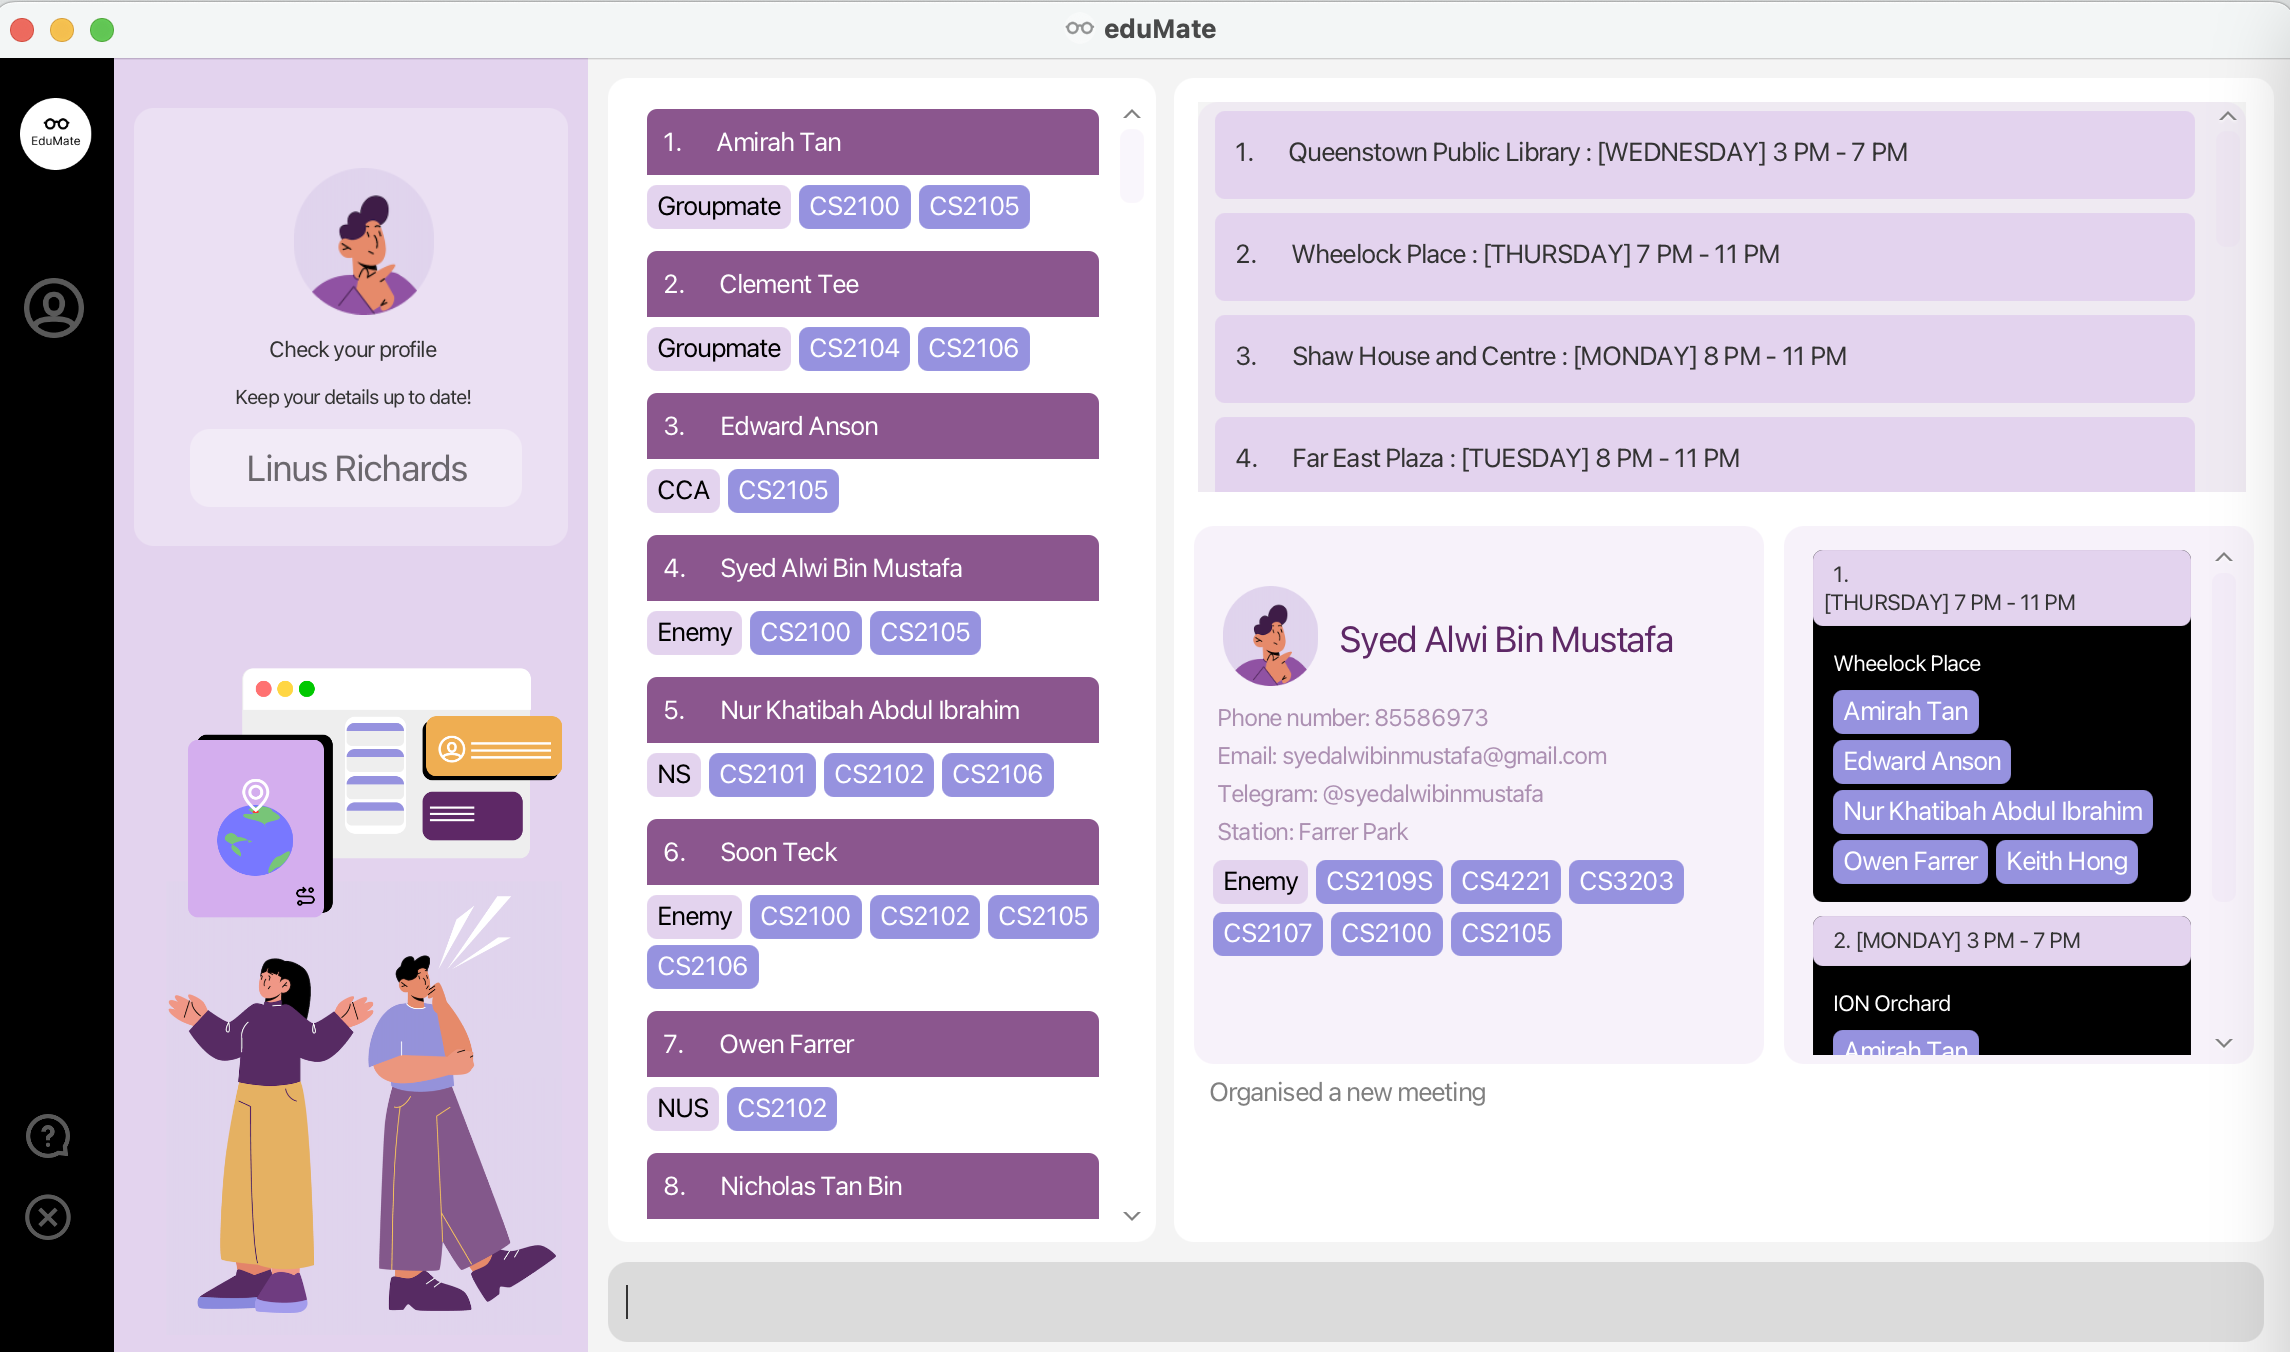 eduMate
EduMate
Check your profile
Keep your details up to date!
Linus Richards
1. Amirah Tan
Groupmate CS2100 CS2105
2. Clement Tee
Groupmate CS2104 CS2106
3. Edward Anson
CCA CS2105
4. Syed Alwi Bin Mustafa
Enemy CS2100 CS2105
5. Nur Khatibah Abdul Ibrahim
NS CS2101 CS2102 CS2106
6. Soon Teck
Enemy CS2100 CS2102 CS2105
CS2106
7. Owen Farrer
NUS CS2102
8. Nicholas Tan Bin
1. Queenstown Public Library : [WEDNESDAY] 3 PM - 7 PM
2. Wheelock Place : [THURSDAY] 7 PM - 11 PM
3. Shaw House and Centre : [MONDAY] 8 PM - 11 PM
4. Far East Plaza : [TUESDAY] 8 PM - 11 PM
Syed Alwi Bin Mustafa
Phone number: 85586973
Email: syedalwibinmustafa@gmail.com
Telegram: @syedalwibinmustafa
Station: Farrer Park
Enemy CS2109S CS4221 CS3203
CS2107 CS2100 CS2105
1.
[THURSDAY] 7 PM - 11 PM
Wheelock Place
Amirah Tan
Edward Anson
Nur Khatibah Abdul Ibrahim
Owen Farrer Keith Hong
2. [MONDAY] 3 PM - 7 PM
ION Orchard
Amirah Tan
Organised a new meeting